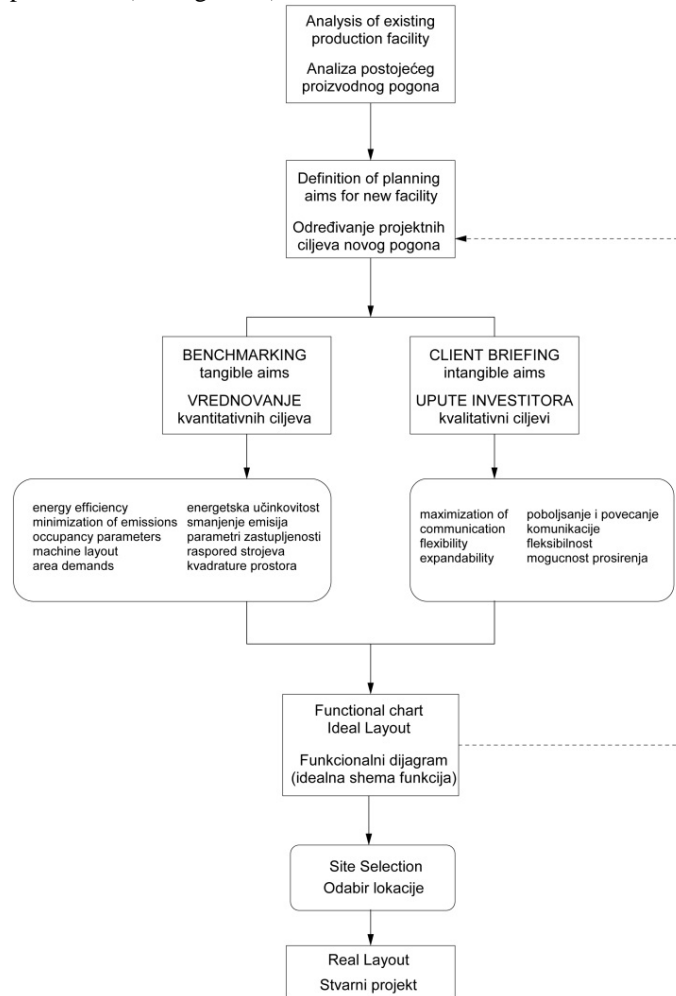 Analysis of existing
production facility
Analiza postojećeg
proizvodnog pogona
Definition of planning
aims for new facility
Određivanje projektnih
ciljeva novog pogona
BENCHMARKING
tangible aims
VREDNOVANJE
kvantitativnih ciljeva
CLIENT BRIEFING
intangible aims
UPUTE INVESTITORA
kvalitativni ciljevi
energy efficiency
minimization of emissions
occupancy parameters
machine layout
area demands
energetska učinkovitost
smanjenje emisija
parametri zastupljenosti
raspored strojeva
kvadrature prostora
maximization of
communication
flexibility
expandability
poboljsanje i povecanje
komunikacije
fleksibilnost
mogucnost prosirenja
Functional chart
Ideal Layout
Funkcionalni dijagram
(idealna shema funkcija)
Site Selection
Odabir lokacije
Real Layout
Stvarni projekt